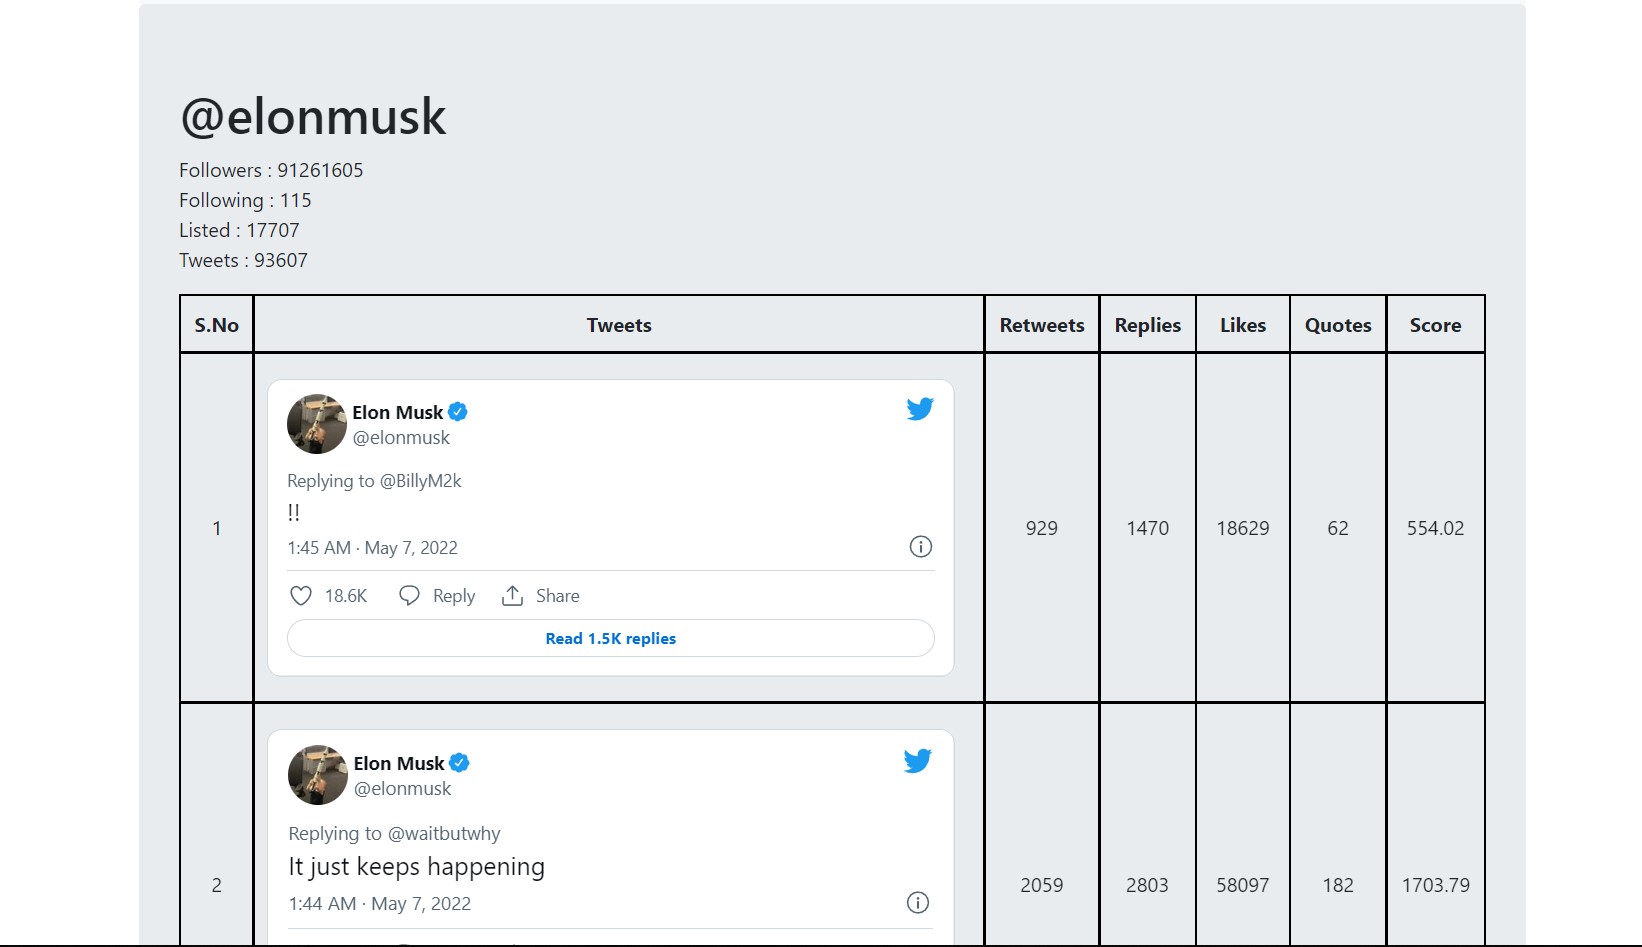 @elonmusk
Followers : 91261605
Following : 115
Listed : 17707
Tweets : 93607
S.No Tweets Retweets Replies Likes Quotes Score
Elon Musk
@elonmusk
Replying to @BillyM2k
!!
1 929 1470 18629 62 554.02
1:45 AM · May 7, 2022
18.6K Reply Share
Read 1.5K replies
Elon Musk
@elonmusk
Replying to @waitbutwhy
It just keeps happening
2 2059 2803 58097 182 1703.79
1:44 AM · May 7, 2022